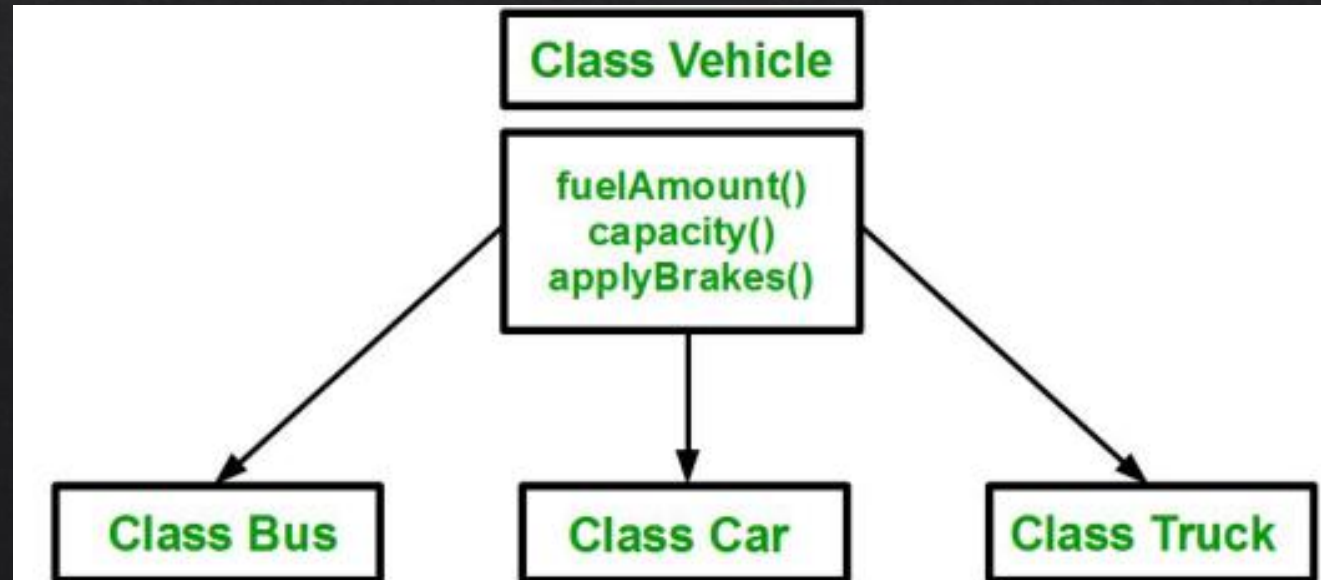 Class Vehicle
fuelAmount()
capacity()
applyBrakes()
Class Bus
Class Car
Class Truck